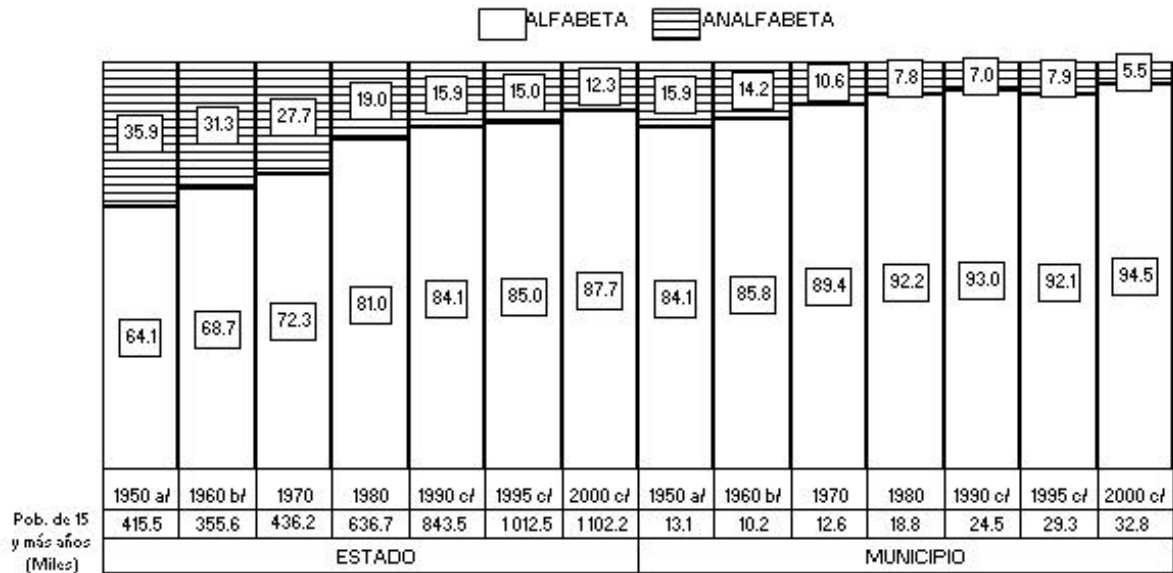 ALFABETA ANALFABETA
35.9 31.3 27.7 19.0 15.9 15.0 12.3 15.9 14.2 10.6 7.8 7.0 7.9 5.5
64.1 68.7 72.3 81.0 84.1 85.0 87.7 84.1 85.8 89.4 92.2 93.0 92.1 94.5
1950 a/ 1960 b/ 1970 1980 1990 c/ 1995 c/ 2000 c/ 1950 a/ 1960 b/ 1970 1980 1990 c/ 1995 c/ 2000 c/
Pob. de 15
y más años
(Miles)
415.5 355.6 436.2 636.7 843.5 1 012.5 1 102.2 13.1 10.2 12.6 18.8 24.5 29.3 32.8
ESTADO MUNICIPIO